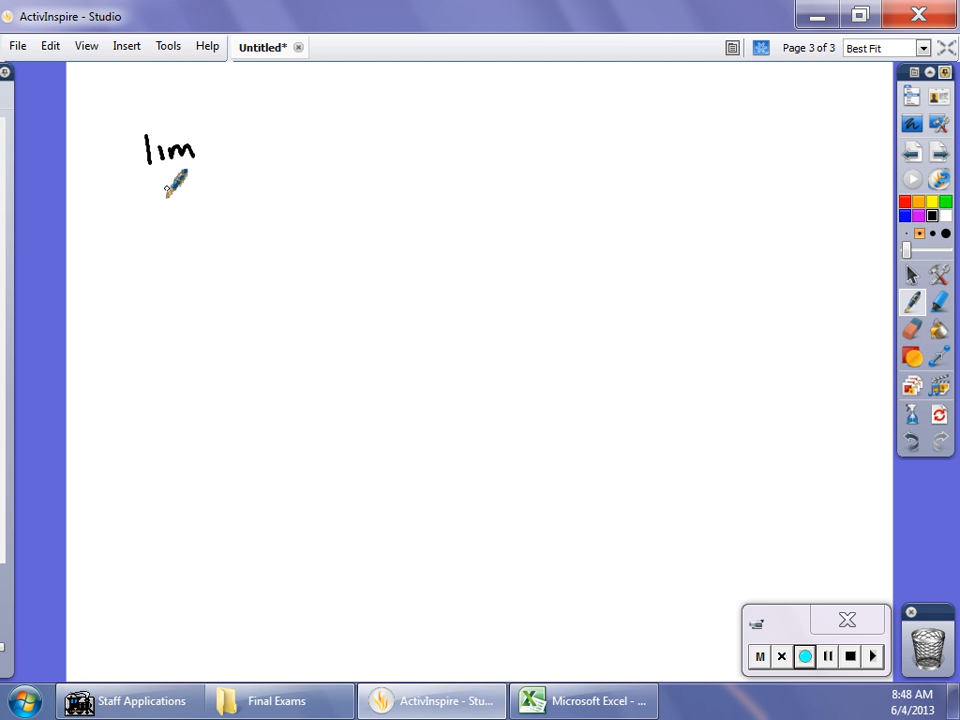 ActivInspire - Studio
File Edit View Insert Tools Help Untitled* Page 3 of 3 Best Fit
lim
M
Staff Applications Final Exams ActivInspire - Stu... Microsoft Excel - ... 8:48 AM
6/4/2013